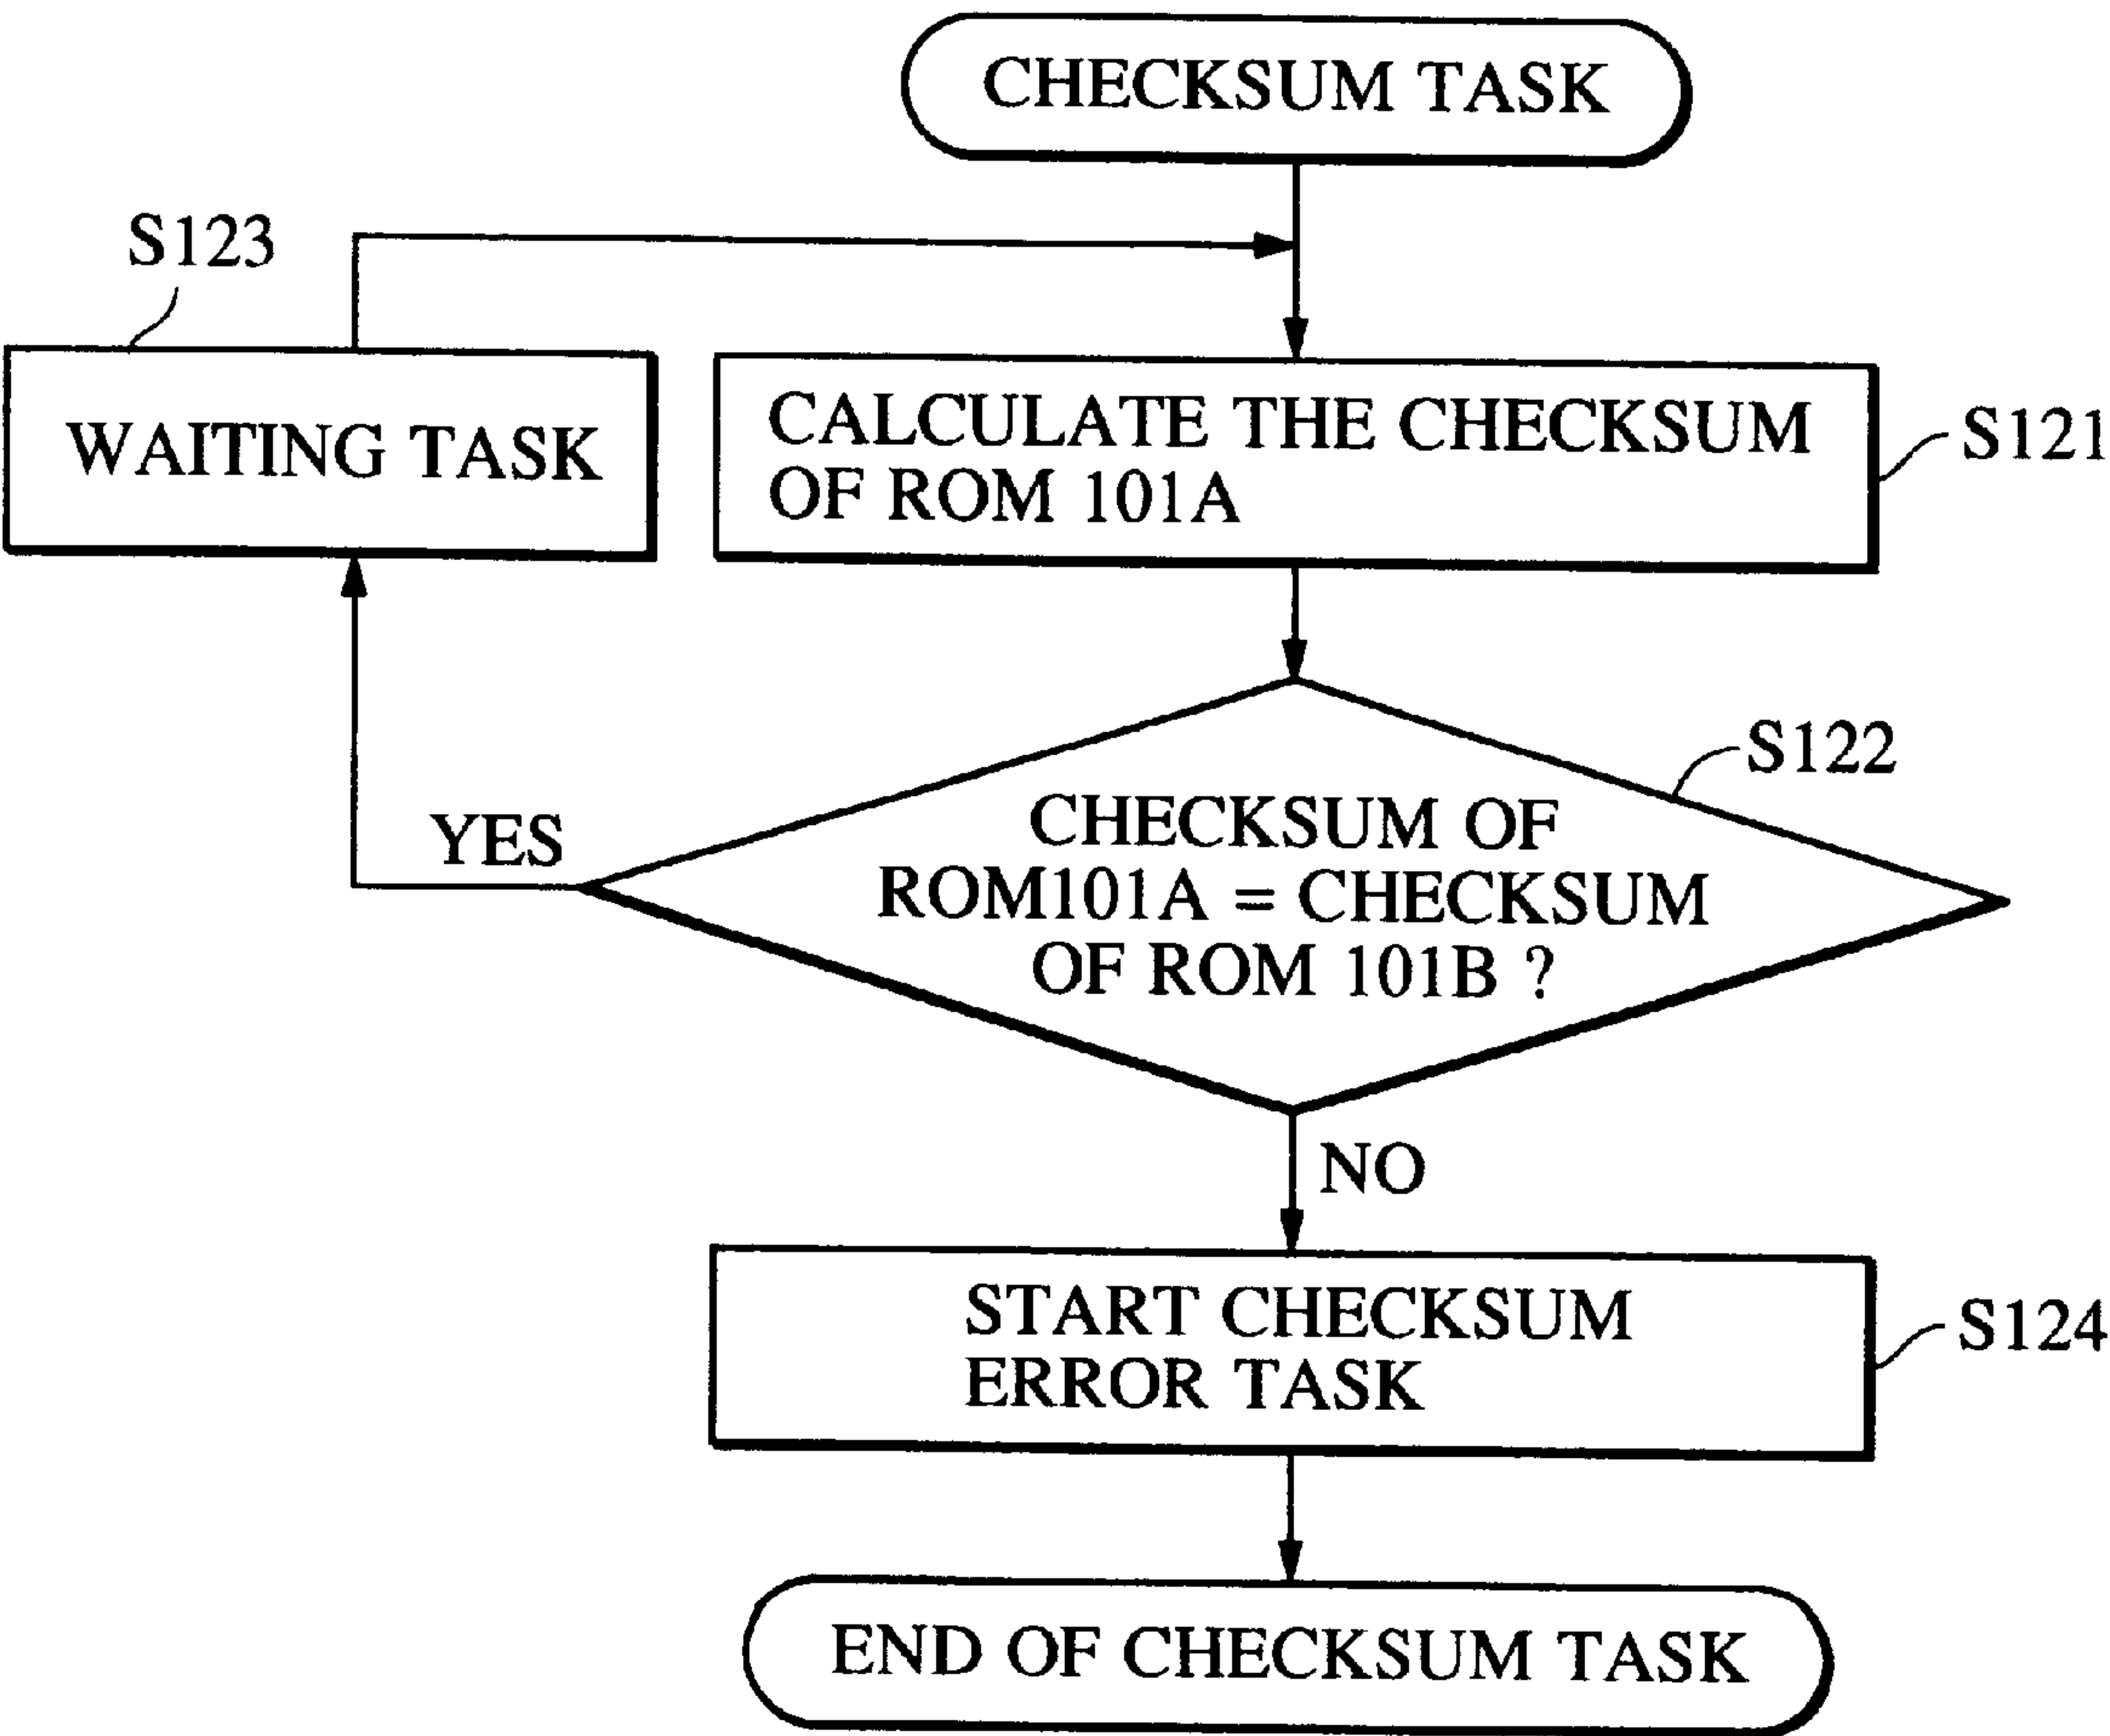 CHECKSUM TASK
S123
WAITING TASK
CALCULATE THE CHECKSUM
OF ROM 101A
S121
S122
CHECKSUM OF
ROM101A = CHECKSUM
OF ROM 101B ?
YES
NO
START CHECKSUM
ERROR TASK
S124
END OF CHECKSUM TASK